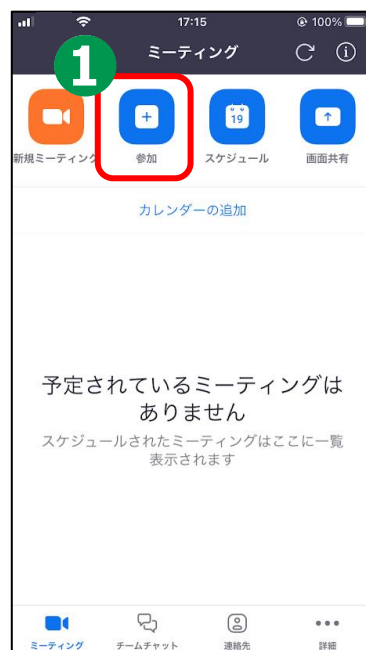 17:15
100%
1
ミーティング
19
新規ミーティング
参加
スケジュール
画面共有
カレンダーの追加
予定されているミーティングは
ありません
スケジュールされたミーティングはここに一覧
表示されます
ミーティング
チームチャット
連絡先
詳細